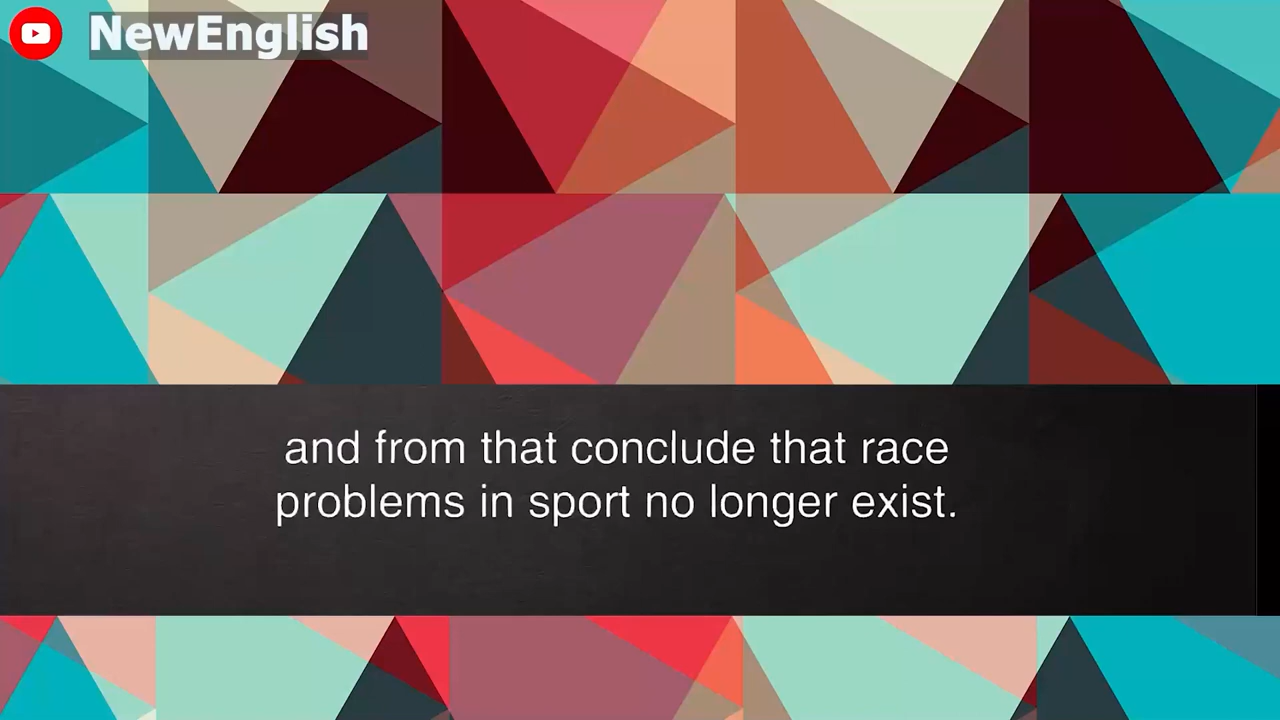 NewEnglish
and from that conclude that race
problems in sport no longer exist.